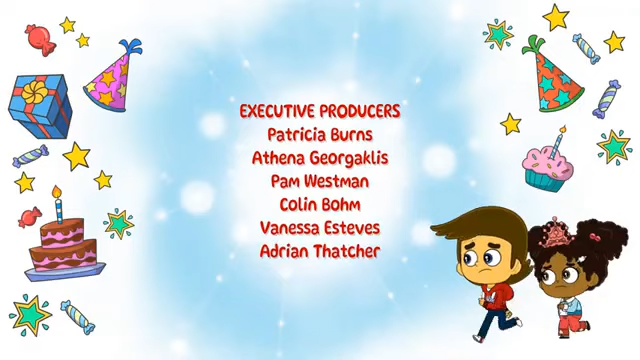 EXECUTIVE PRODUCERS
Patricia Burns
Athena Georgaklis
Pam Westman
Colin Bohm
Vanessa Esteves
Adrian Thatcher